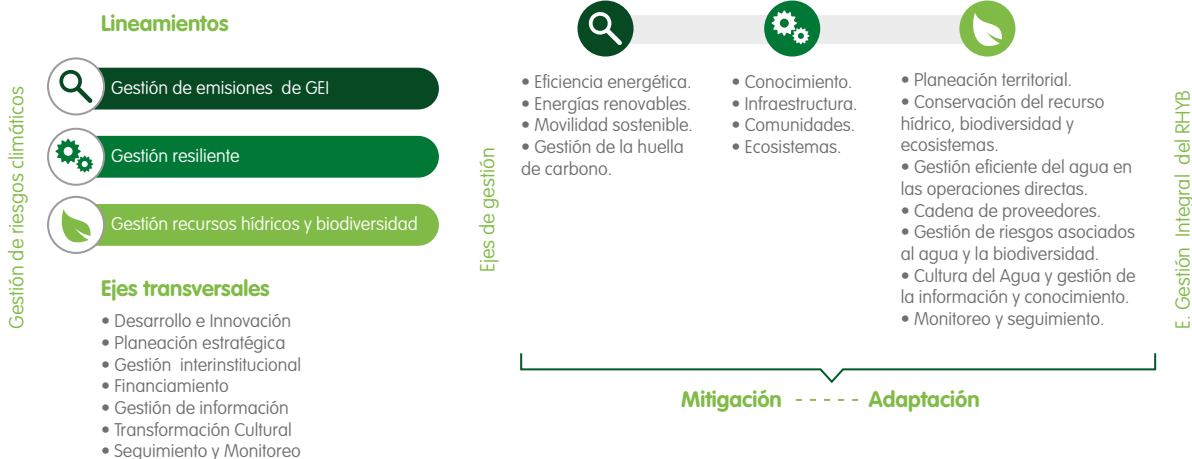 Gestión de riesgos climáticos
Lineamientos
Gestión de emisiones de GEI
Gestión resiliente
Gestión recursos hídricos y biodiversidad
Ejes transversales
• Desarrollo e Innovación
• Planeación estratégica
• Gestión interinstitucional
• Financiamiento
• Gestión de información
• Transformación Cultural
• Seguimiento y Monitoreo
Ejes de gestión
• Eficiencia energética.
• Energías renovables.
• Movilidad sostenible.
• Gestión de la huella
de carbono.
• Conocimiento.
• Infraestructura.
• Comunidades.
• Ecosistemas.
• Planeación territorial.
• Conservación del recurso
hídrico, biodiversidad y
ecosistemas.
• Gestión eficiente del agua en
las operaciones directas.
• Cadena de proveedores.
• Gestión de riesgos asociados
al agua y la biodiversidad.
• Cultura del Agua y gestión de
la información y conocimiento.
• Monitoreo y seguimiento.
E. Gestión Integral del RHYB
Mitigación - - - - - Adaptación